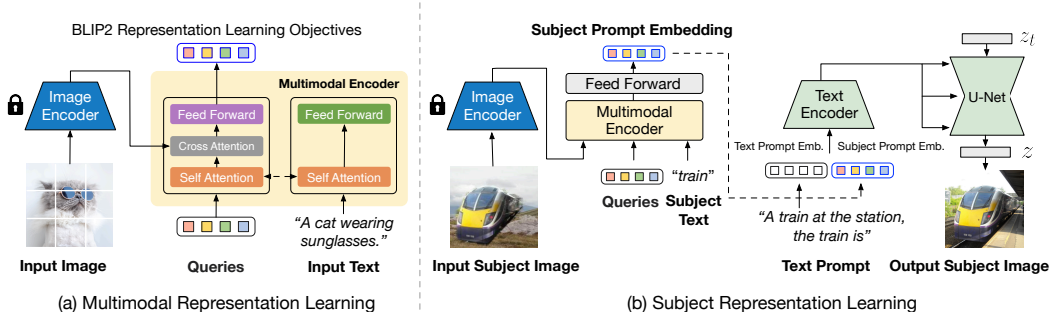 BLIP2 Representation Learning Objectives
Multimodal Encoder
Image
Encoder
Feed Forward
Cross Attention
Self Attention
Feed Forward
Self Attention
"A cat wearing
sunglasses."
Input Image
Queries
Input Text
(a) Multimodal Representation Learning
Subject Prompt Embedding
Feed Forward
Image
Encoder
Multimodal
Encoder
Queries
"train"
Subject
Text
Input Subject Image
Text
Encoder
Text Prompt Emb.
Subject Prompt Emb.
"A train at the station,
the train is"
Text Prompt
z_t
U-Net
z
Output Subject Image
(b) Subject Representation Learning